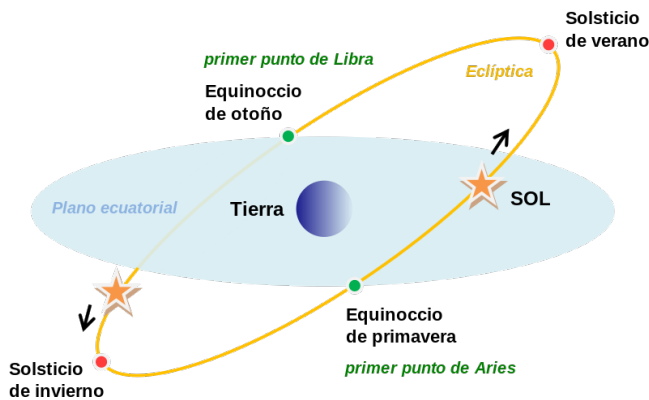 Solsticio
de verano
primer punto de Libra
Eclíptica
Equinoccio
de otoño
Plano ecuatorial
Tierra
SOL
Equinoccio
de primavera
Solsticio
de invierno
primer punto de Aries